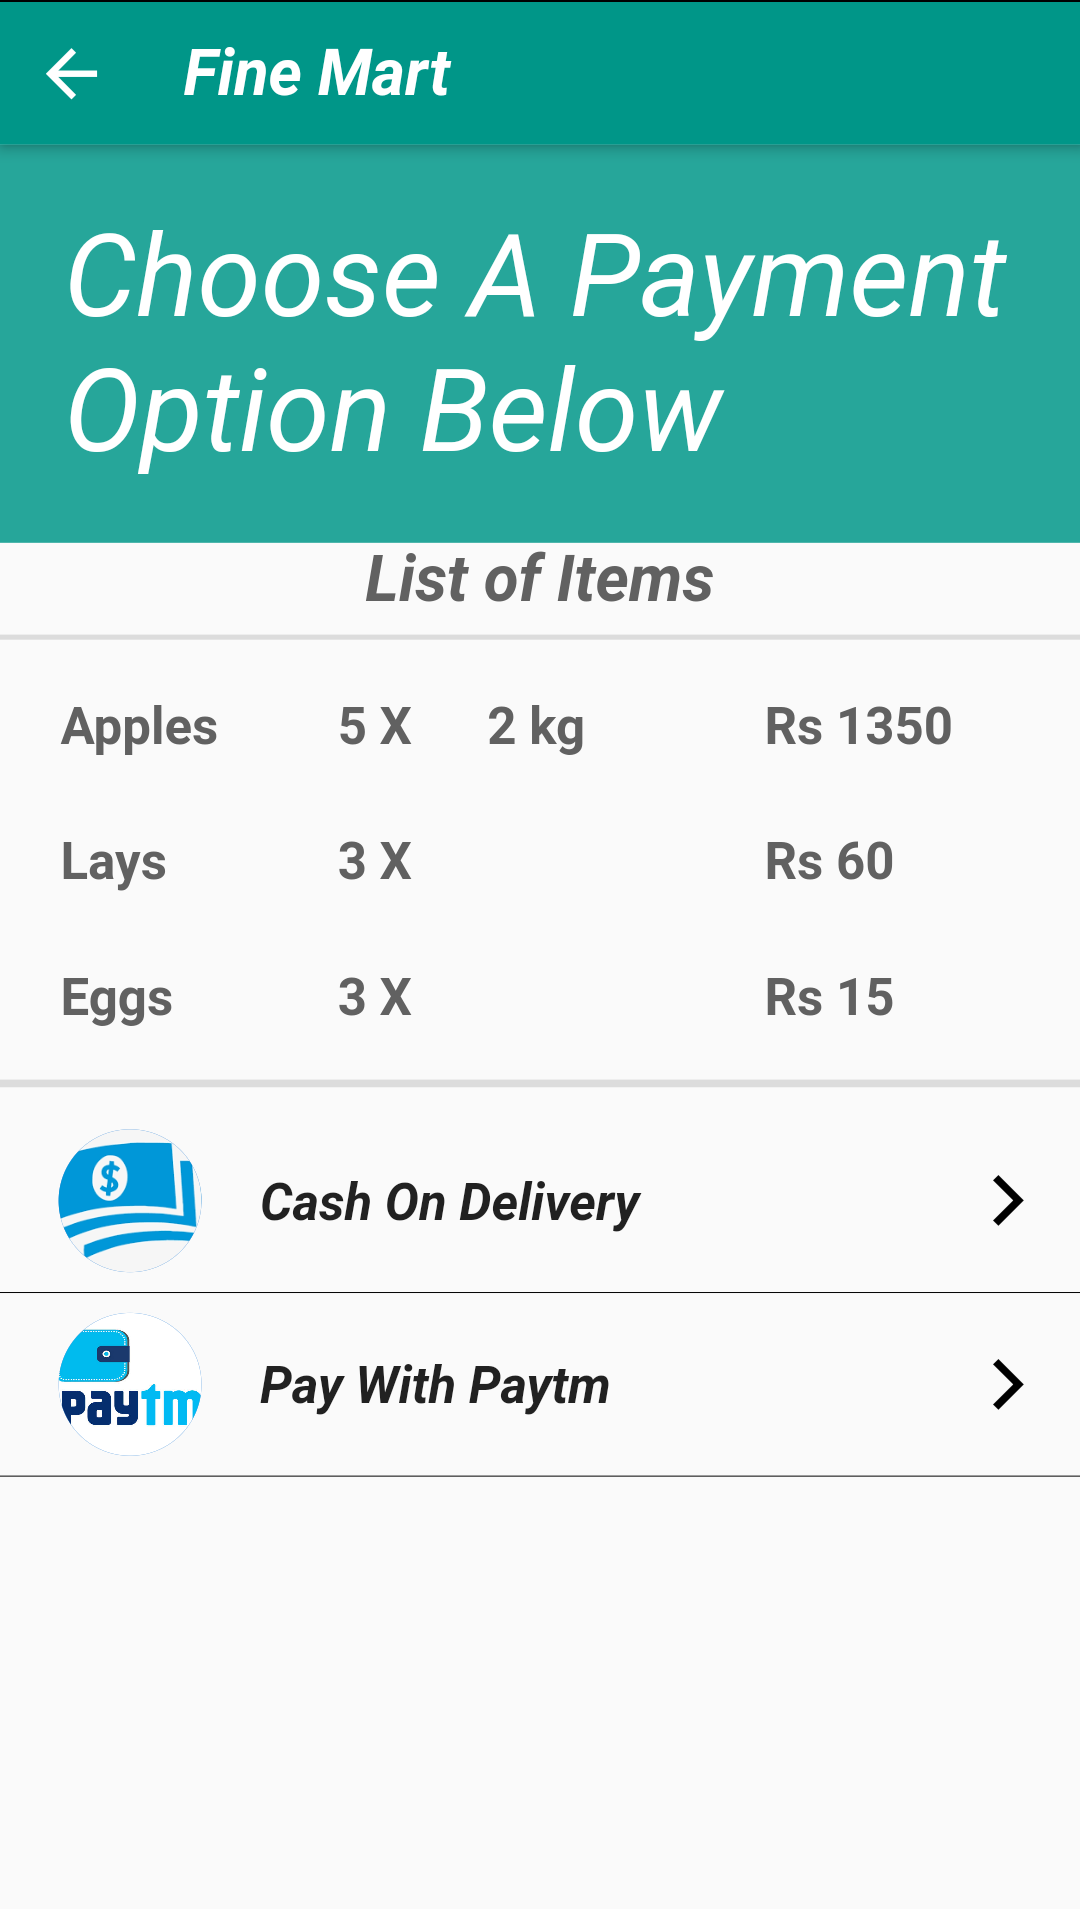 Fine Mart
Choose A Payment
Option Below
List of Items
Apples 5 X 2 kg Rs 1350
Lays 3 X Rs 60
Eggs 3 X Rs 15
$
Cash On Delivery
paytm
Pay With Paytm